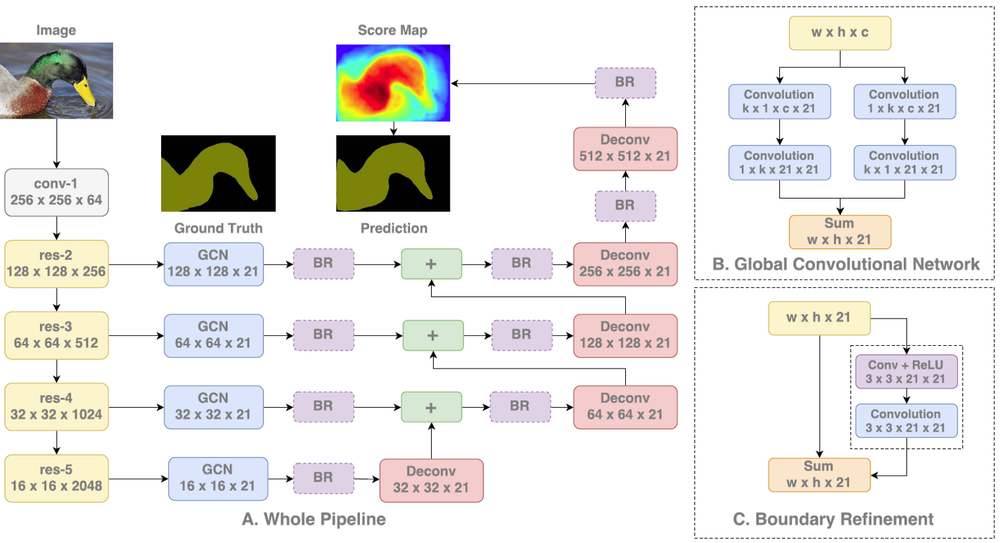 Image
Score Map
BR
Deconv
512 x 512 x 21
conv-1
256 x 256 x 64
BR
Ground Truth
Prediction
res-2
128 x 128 x 256
GCN
128 x 128 x 21
BR
+
BR
Deconv
256 x 256 x 21
res-3
64 x 64 x 512
GCN
64 x 64 x 21
BR
+
BR
Deconv
128 x 128 x 21
res-4
32 x 32 x 1024
GCN
32 x 32 x 21
BR
+
BR
Deconv
64 x 64 x 21
res-5
16 x 16 x 2048
GCN
16 x 16 x 21
BR
Deconv
32 x 32 x 21
A. Whole Pipeline
w x h x c
Convolution
k x 1 x c x 21
Convolution
1 x k x c x 21
Convolution
1 x k x 21 x 21
Convolution
k x 1 x 21 x 21
Sum
w x h x 21
B. Global Convolutional Network
w x h x 21
Conv + ReLU
3 x 3 x 21 x 21
Convolution
3 x 3 x 21 x 21
Sum
w x h x 21
C. Boundary Refinement